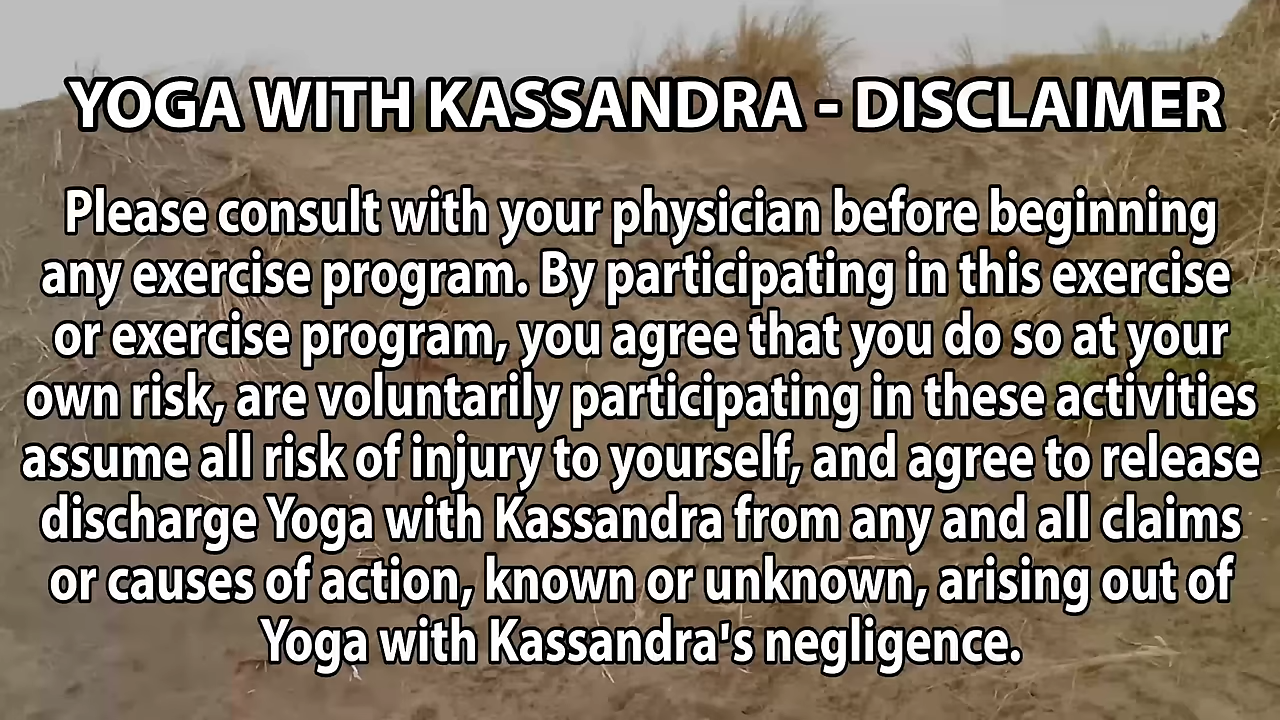 YOGA WITH KASSANDRA - DISCLAIMER
Please consult with your physician before beginning
any exercise program. By participating in this exercise
or exercise program, you agree that you do so at your
own risk, are voluntarily participating in these activities
assume all risk of injury to yourself, and agree to release
discharge Yoga with Kassandra from any and all claims
or causes of action, known or unknown, arising out of
Yoga with Kassandra's negligence.